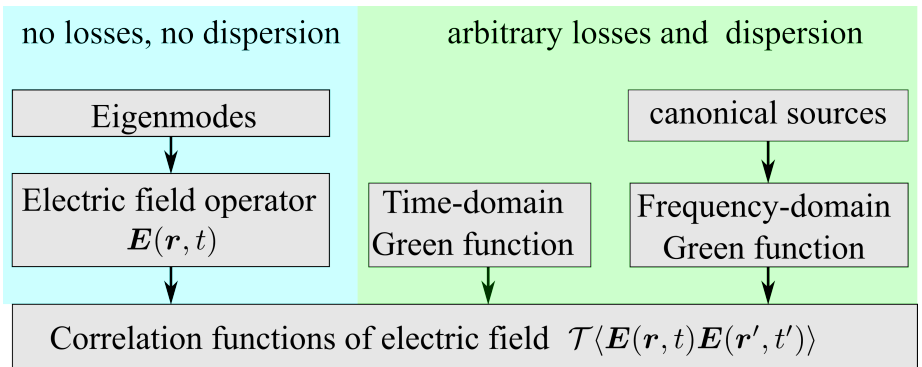 no losses, no dispersion
arbitrary losses and dispersion
Eigenmodes
canonical sources
Electric field operator
E(r, t)
Time-domain
Green function
Frequency-domain
Green function
Correlation functions of electric field 𝒯⟨E(r, t)E(r′, t′)⟩